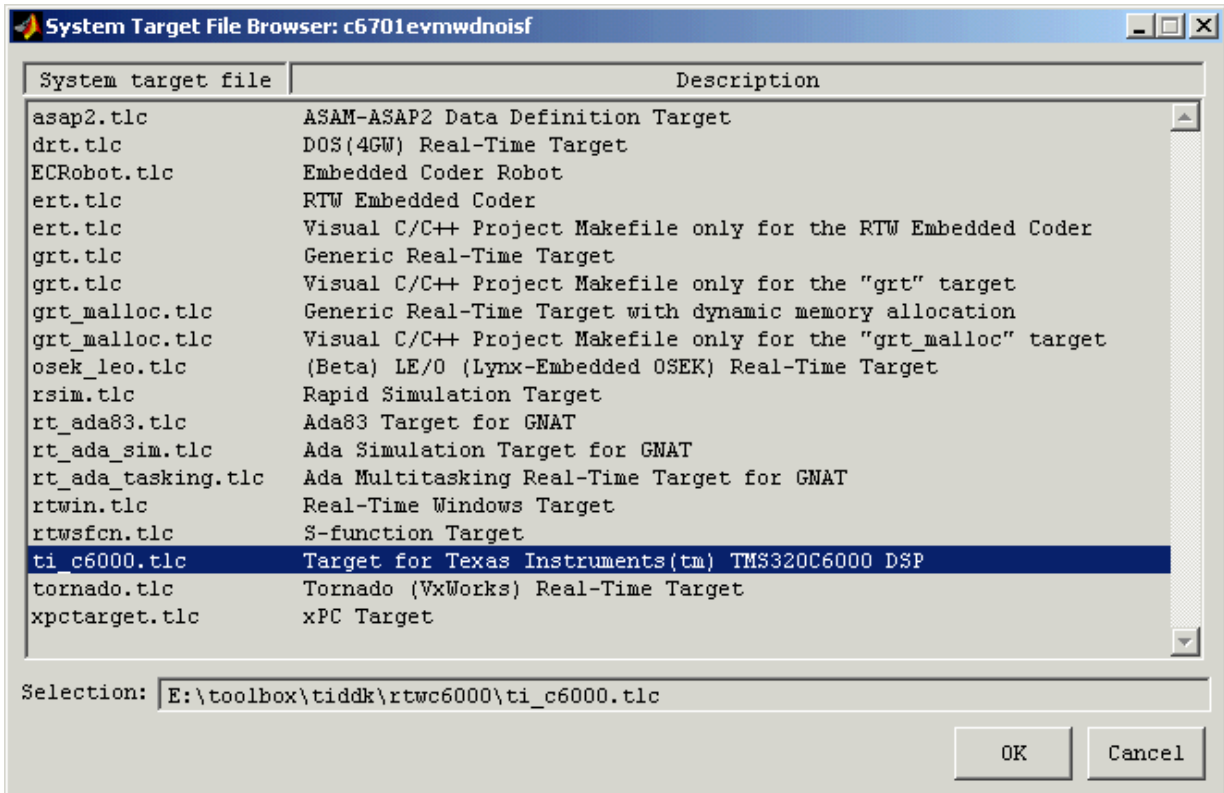 System Target File Browser: c6701evmwdnoisf
System target file Description
asap2.tlc ASAM-ASAP2 Data Definition Target
drt.tlc DOS(4GW) Real-Time Target
ECRobot.tlc Embedded Coder Robot
ert.tlc RTW Embedded Coder
ert.tlc Visual C/C++ Project Makefile only for the RTW Embedded Coder
grt.tlc Generic Real-Time Target
grt.tlc Visual C/C++ Project Makefile only for the "grt" target
grt_malloc.tlc Generic Real-Time Target with dynamic memory allocation
grt_malloc.tlc Visual C/C++ Project Makefile only for the "grt_malloc" target
osek_leo.tlc (Beta) LE/O (Lynx-Embedded OSEK) Real-Time Target
rsim.tlc Rapid Simulation Target
rt_ada83.tlc Ada83 Target for GNAT
rt_ada_sim.tlc Ada Simulation Target for GNAT
rt_ada_tasking.tlc Ada Multitasking Real-Time Target for GNAT
rtwin.tlc Real-Time Windows Target
rtwsfcn.tlc S-function Target
ti_c6000.tlc Target for Texas Instruments(tm) TMS320C6000 DSP
tornado.tlc Tornado (VxWorks) Real-Time Target
xpctarget.tlc xPC Target
Selection: E:\toolbox\tiddk\rtwc6000\ti_c6000.tlc
OK Cancel